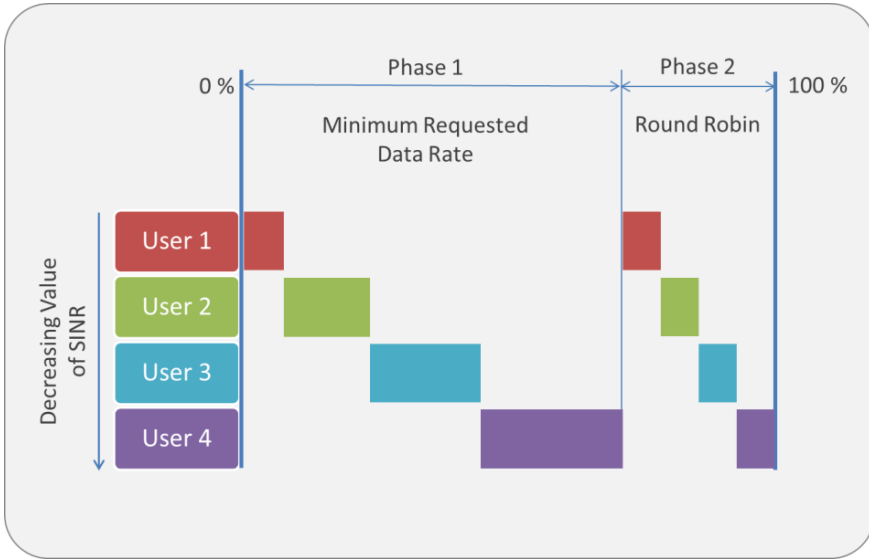 Phase 1
Phase 2
0 %
100 %
Minimum Requested
Data Rate
Round Robin
Decreasing Value
of SINR
User 1
User 2
User 3
User 4